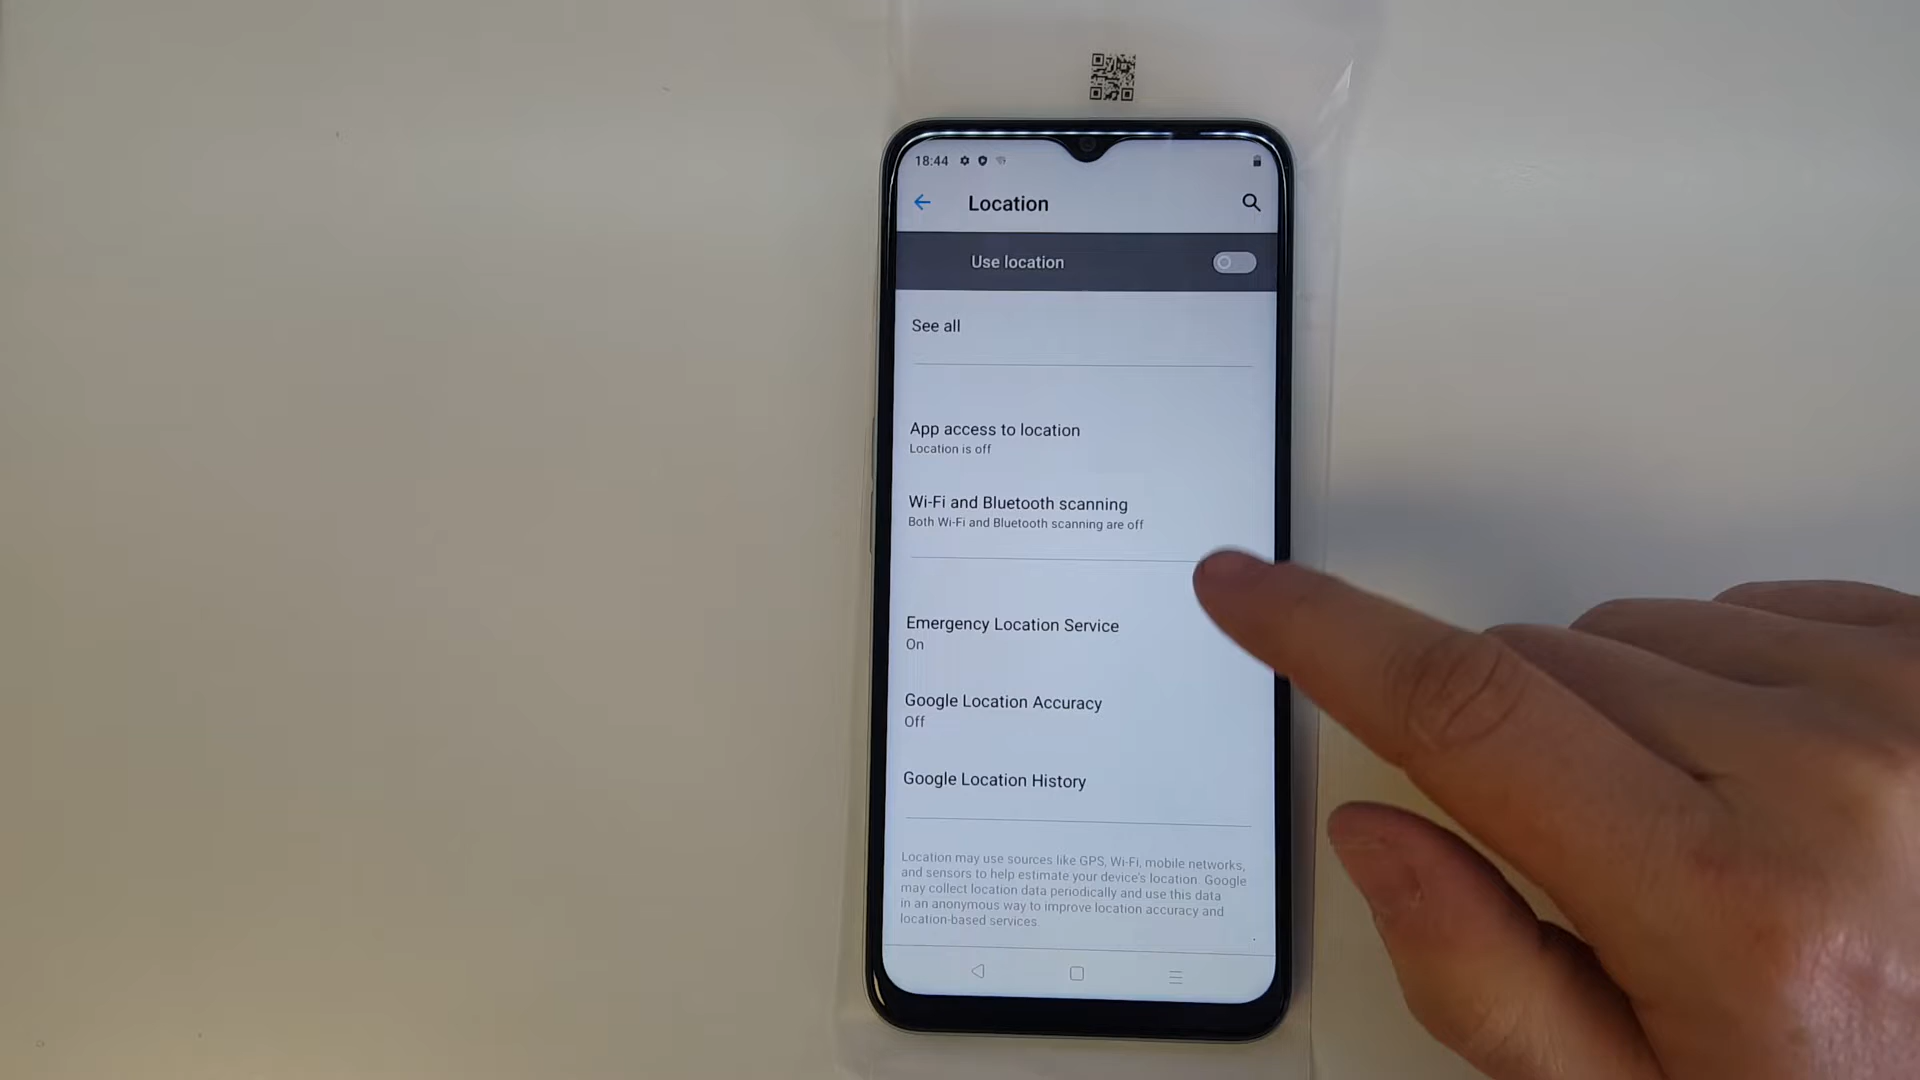 18:44
Location
Use location
See all
App access to location
Location is off
Wi-Fi and Bluetooth scanning
Both Wi-Fi and Bluetooth scanning are off
Emergency Location Service
On
Google Location Accuracy
Off
Google Location History
Location may use sources like GPS, Wi-Fi, mobile networks,
and sensors to help estimate your device's location. Google
may collect location data periodically and use this data
in an anonymous way to improve location accuracy and
location-based services.